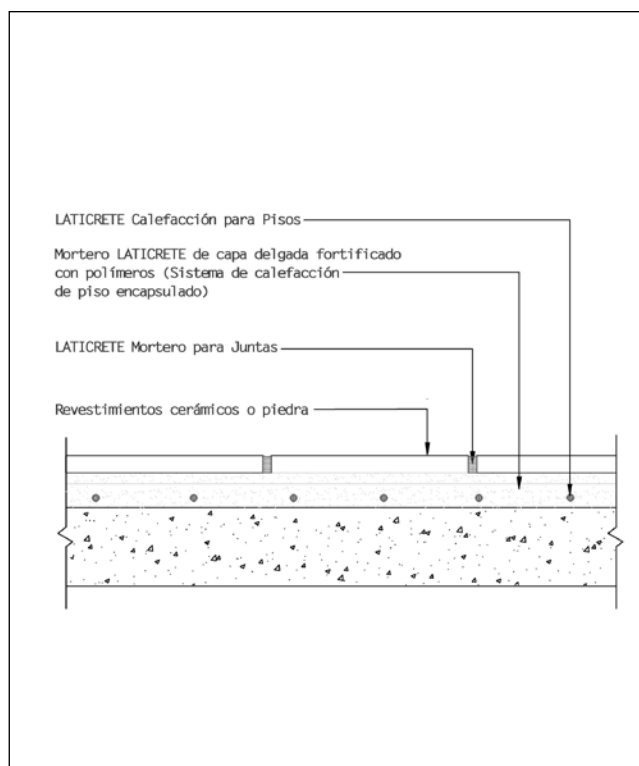 LATICRETE Calefacción para Pisos
Mortero LATICRETE de capa delgada fortificado
con polímeros (Sistema de calefacción
de piso encapsulado)
LATICRETE Mortero para Juntas
Revestimientos cerámicos o piedra